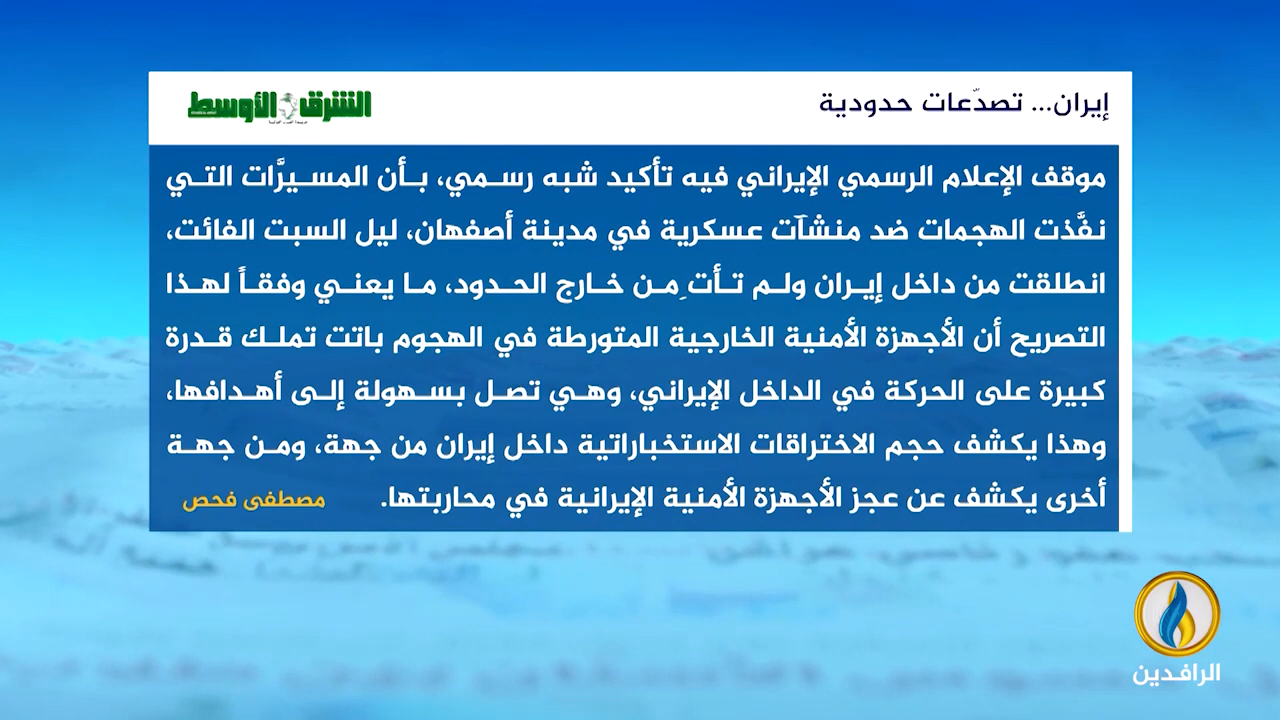 إيران... تصدّعات حدودية
الشرق الأوسط
موقف الإعلام الرسمي الإيراني فيه تأكيد شبه رسمي، بأن المسيرَّات التي
نفَّذت الهجمات ضد منشآت عسكرية في مدينة أصفهان، ليل السبت الفائت،
انطلقت من داخل إيران ولم تأتِ من خارج الحدود، ما يعني وفقاً لهذا
التصريح أن الأجهزة الأمنية الخارجية المتورطة في الهجوم باتت تملك قدرة
كبيرة على الحركة في الداخل الإيراني، وهي تصل بسهولة إلى أهدافها،
وهذا يكشف حجم الاختراقات الاستخباراتية داخل إيران من جهة، ومن جهة
أخرى يكشف عن عجز الأجهزة الأمنية الإيرانية في محاربتها.
مصطفى فحص
الرافدين